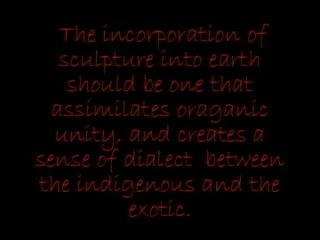 The incorporation of
sculpture into earth
should be one that
assimilates oraganic
unity, and creates a
sense of dialect between
the indigenous and the
exotic.